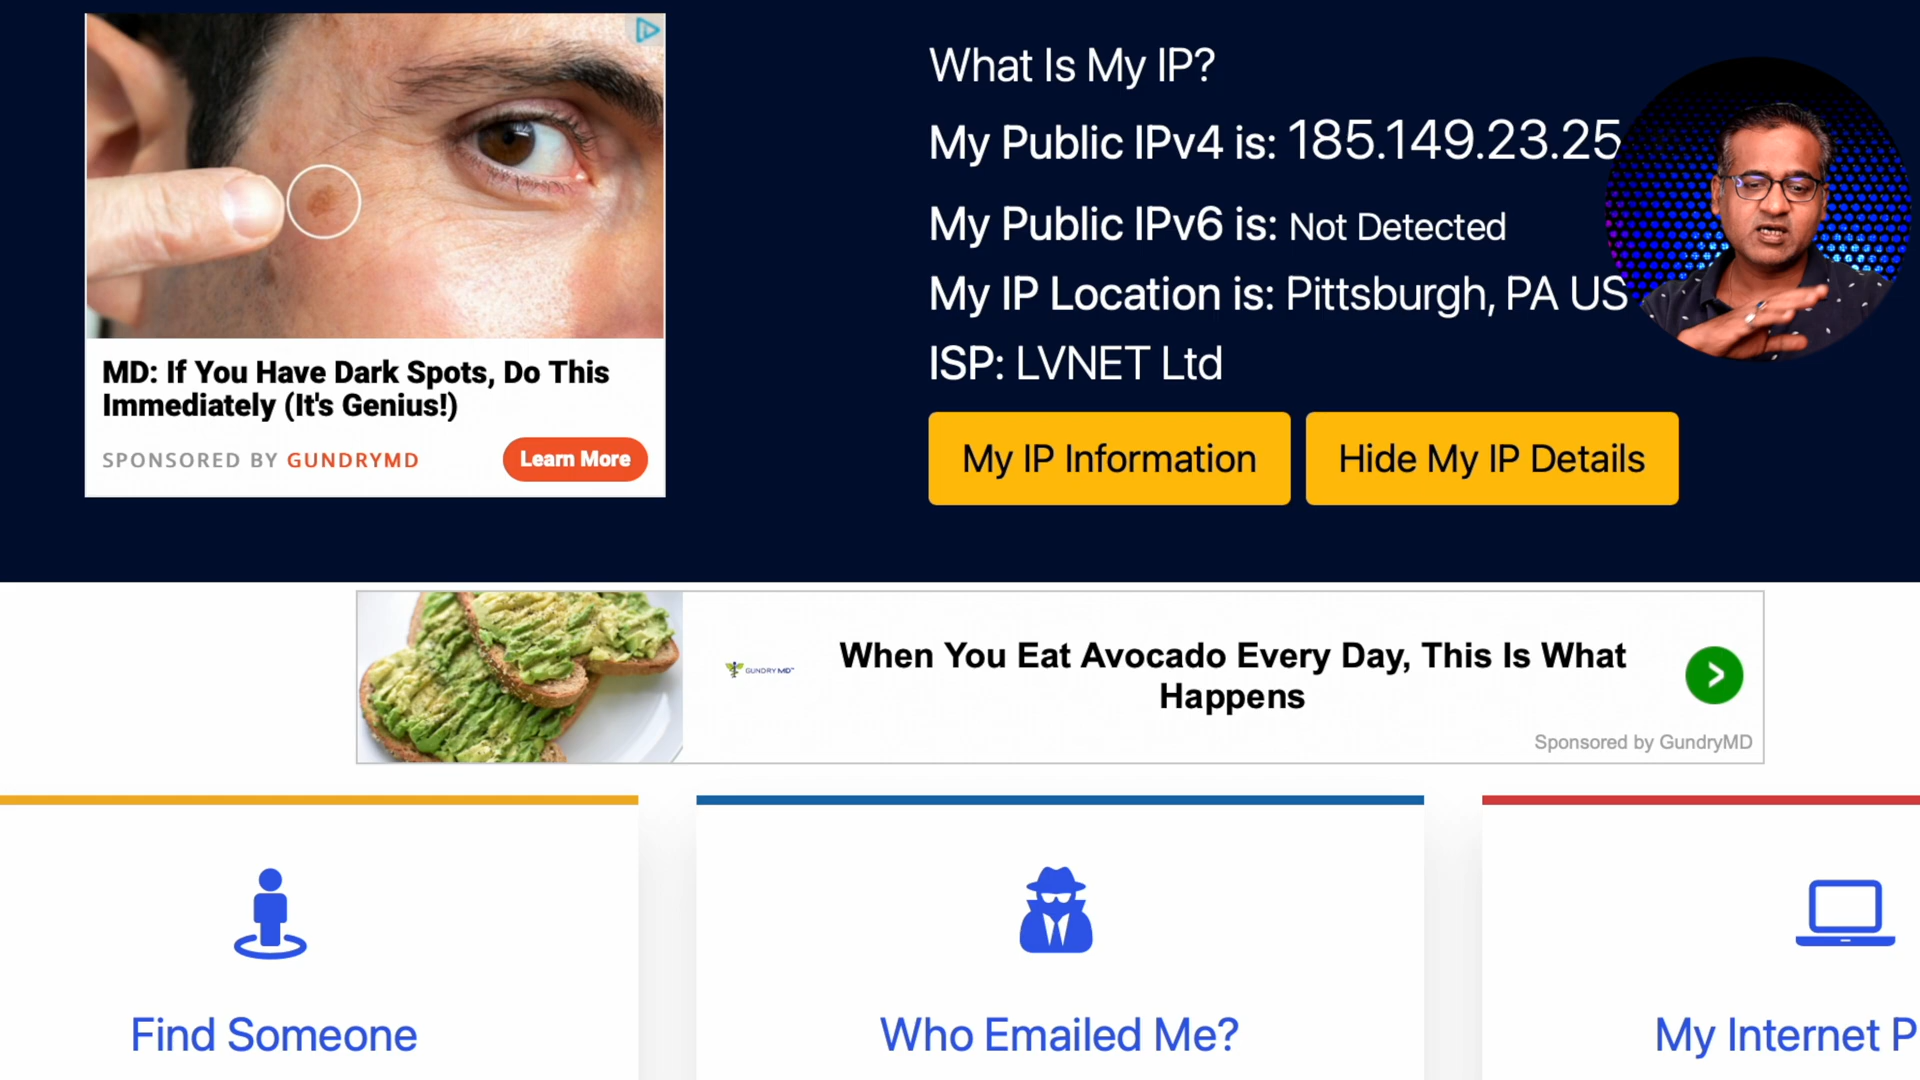 What Is My IP?
My Public IPv4 is: 185.149.23.25
My Public IPv6 is: Not Detected
My IP Location is: Pittsburgh, PA US
ISP: LVNET Ltd
My IP Information
Hide My IP Details
MD: If You Have Dark Spots, Do This
Immediately (It's Genius!)
SPONSORED BY GUNDRYMD
Learn More
GUNDRY MD™
When You Eat Avocado Every Day, This Is What
Happens
Sponsored by GundryMD
Find Someone
Who Emailed Me?
My Internet P